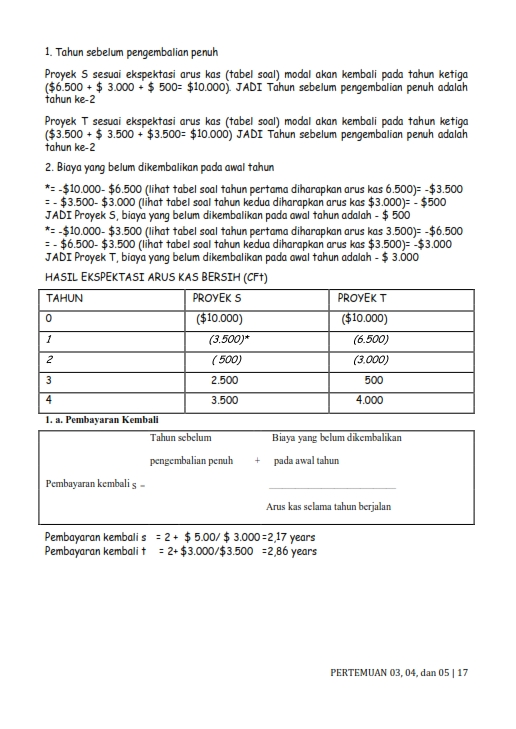 1. Tahun sebelum pengembalian penuh
Proyek S sesuai ekspektasi arus kas (tabel soal) modal akan kembali pada tahun ketiga
($6.500 + $ 3.000 + $ 500= $10.000). JADI Tahun sebelum pengembalian penuh adalah
tahun ke-2
Proyek T sesuai ekspektasi arus kas (tabel soal) modal akan kembali pada tahun ketiga
($3.500 + $ 3.500 + $3.500= $10.000) JADI Tahun sebelum pengembalian penuh adalah
tahun ke-2
2. Biaya yang belum dikembalikan pada awal tahun
*= -$10.000- $6.500 (lihat tabel soal tahun pertama diharapkan arus kas 6.500)= -$3.500
= - $3.500- $3.000 (lihat tabel soal tahun kedua diharapkan arus kas $3.000)= - $500
JADI Proyek S, biaya yang belum dikembalikan pada awal tahun adalah - $ 500
*= -$10.000- $3.500 (lihat tabel soal tahun pertama diharapkan arus kas 3.500)= -$6.500
= - $6.500- $3.500 (lihat tabel soal tahun kedua diharapkan arus kas $3.500)= -$3.000
JADI Proyek T, biaya yang belum dikembalikan pada awal tahun adalah - $ 3.000
HASIL EKSPEKTASI ARUS KAS BERSIH (CFt)
TAHUN PROYEK S PROYEK T
0 ($10.000) ($10.000)
1 (3.500)* (6.500)
2 ( 500) (3.000)
3 2.500 500
4 3.500 4.000
1. a. Pembayaran Kembali
Tahun sebelum Biaya yang belum dikembalikan
pengembalian penuh + pada awal tahun
Pembayaran kembali S =
Arus kas selama tahun berjalan
Pembayaran kembali s = 2 + $ 5.00/ $ 3.000 =2,17 years
Pembayaran kembali t = 2+ $3.000/$3.500 =2,86 years
PERTEMUAN 03, 04, dan 05 | 17